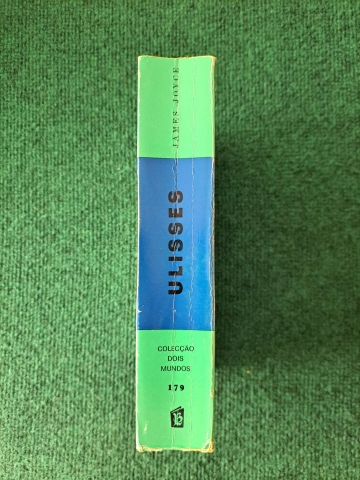 JAMES JOYCE
ULISSES
COLECÇÃO
DOIS
MUNDOS
179